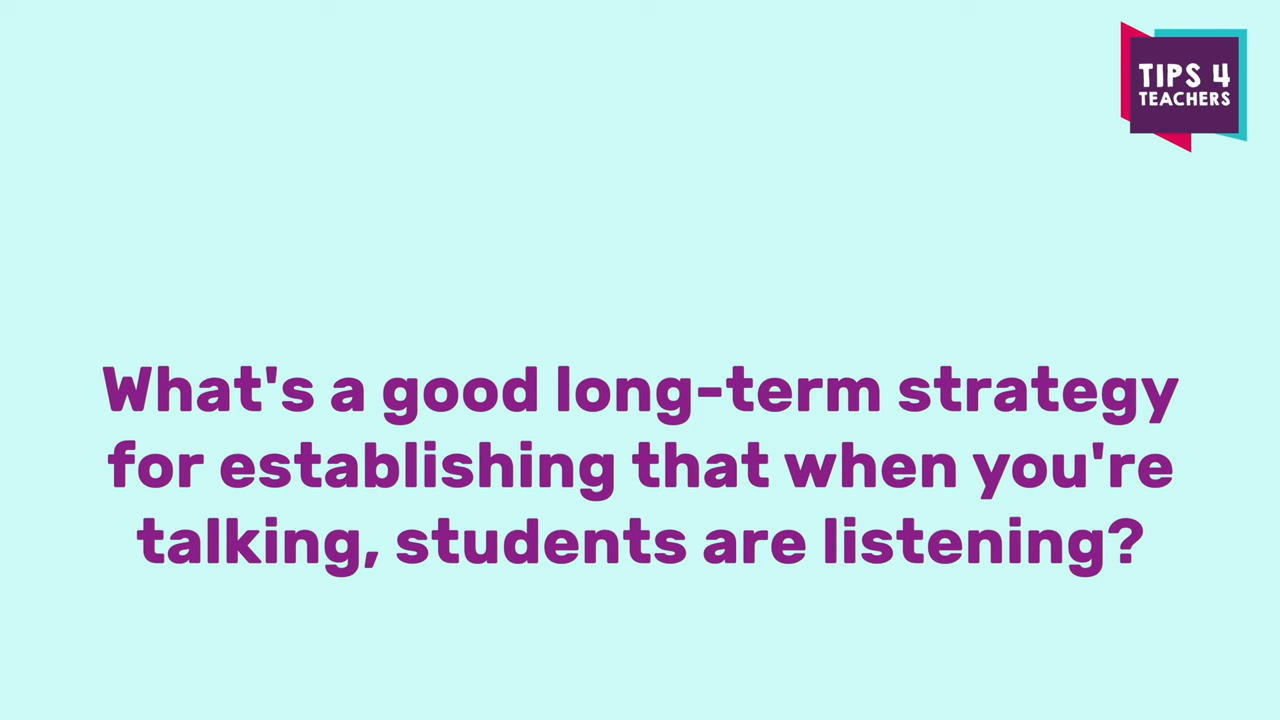 TIPS 4
TEACHERS
What's a good long-term strategy
for establishing that when you're
talking, students are listening?